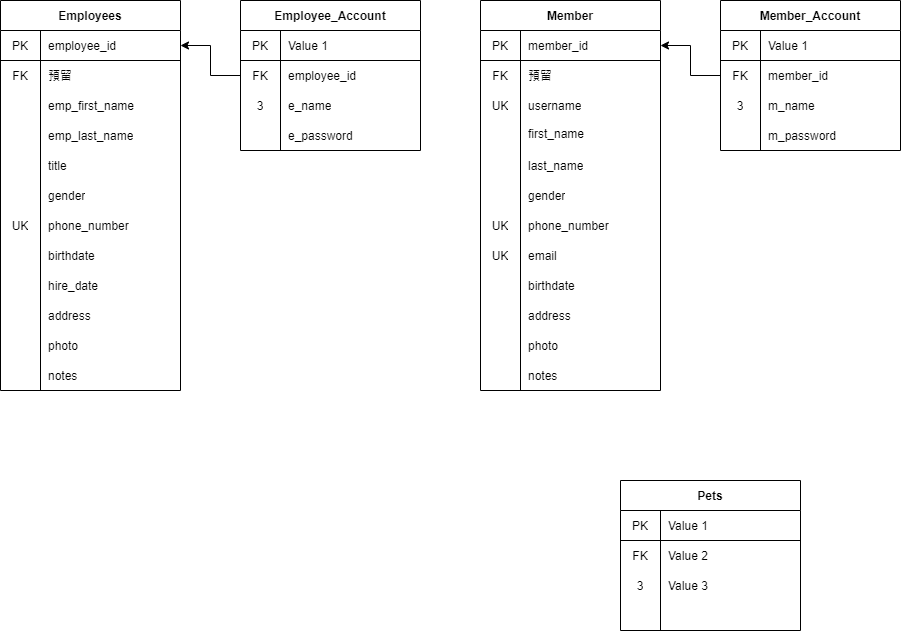 Employees
PK employee_id
FK 預留
emp_first_name
emp_last_name
title
gender
UK phone_number
birthdate
hire_date
address
photo
notes
Employee_Account
PK Value 1
FK employee_id
3 e_name
e_password
Member
PK member_id
FK 預留
UK username
first_name
last_name
gender
UK phone_number
UK email
birthdate
address
photo
notes
Member_Account
PK Value 1
FK member_id
3 m_name
m_password
Pets
PK Value 1
FK Value 2
3 Value 3